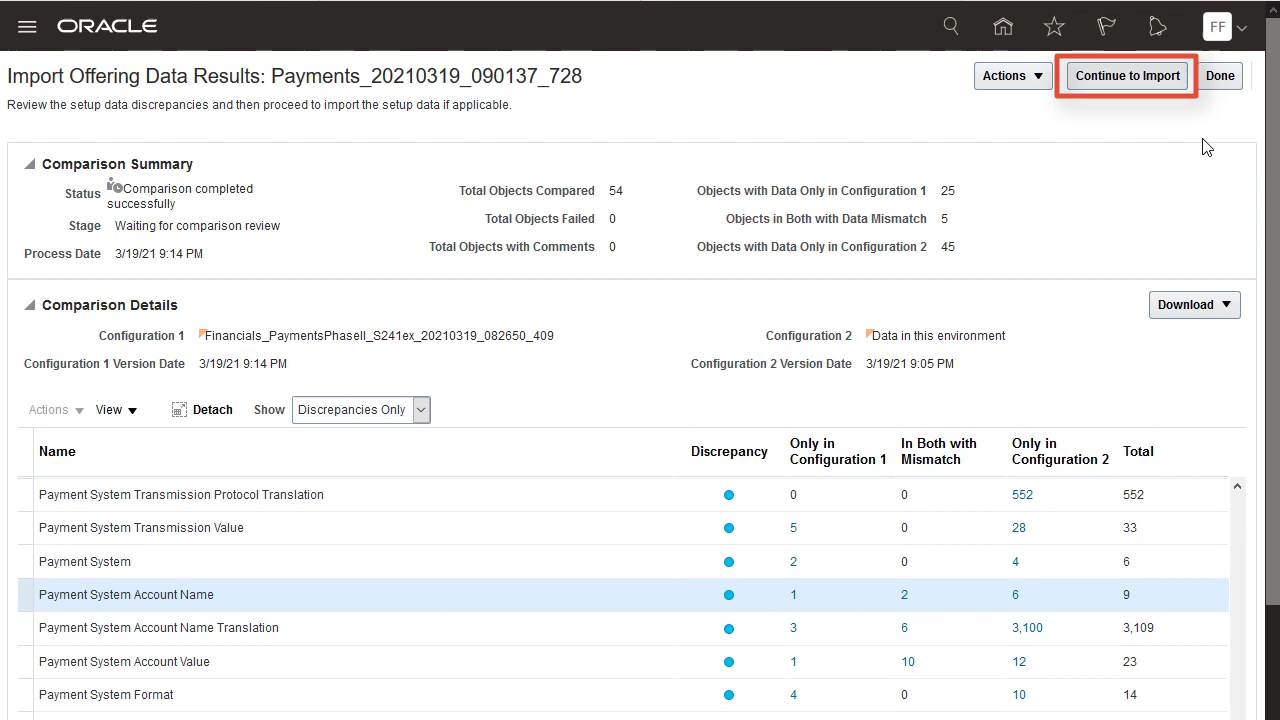 ORACLE
FF
Import Offering Data Results: Payments_20210319_090137_728
Actions
Continue to Import
Done
Review the setup data discrepancies and then proceed to import the setup data if applicable.
Comparison Summary
Status Comparison completed
successfully
Stage Waiting for comparison review
Process Date 3/19/21 9:14 PM
Total Objects Compared 54
Total Objects Failed 0
Total Objects with Comments 0
Objects with Data Only in Configuration 1 25
Objects in Both with Data Mismatch 5
Objects with Data Only in Configuration 2 45
Comparison Details
Download
Configuration 1 Financials_PaymentsPhaseII_S241ex_20210319_082650_409
Configuration 2 Data in this environment
Configuration 1 Version Date 3/19/21 9:14 PM
Configuration 2 Version Date 3/19/21 9:05 PM
Actions View Detach Show Discrepancies Only
Name Discrepancy Only in Configuration 1 In Both with Mismatch Only in Configuration 2 Total
Payment System Transmission Protocol Translation 0 0 552 552
Payment System Transmission Value 5 0 28 33
Payment System 2 0 4 6
Payment System Account Name 1 2 6 9
Payment System Account Name Translation 3 6 3,100 3,109
Payment System Account Value 1 10 12 23
Payment System Format 4 0 10 14